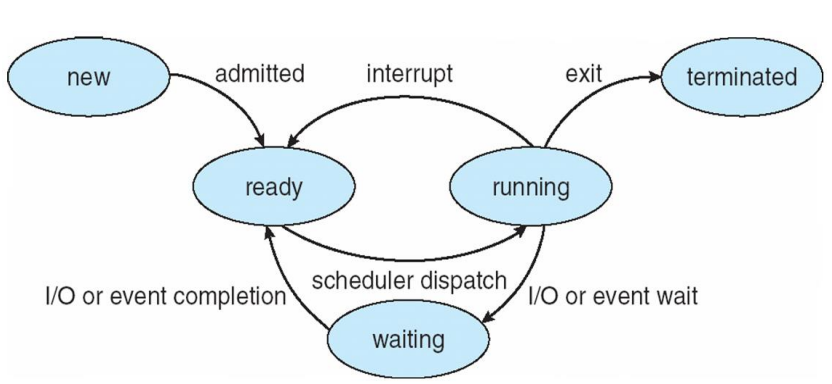 new
admitted
interrupt
exit
terminated
ready
running
scheduler dispatch
I/O or event completion
I/O or event wait
waiting